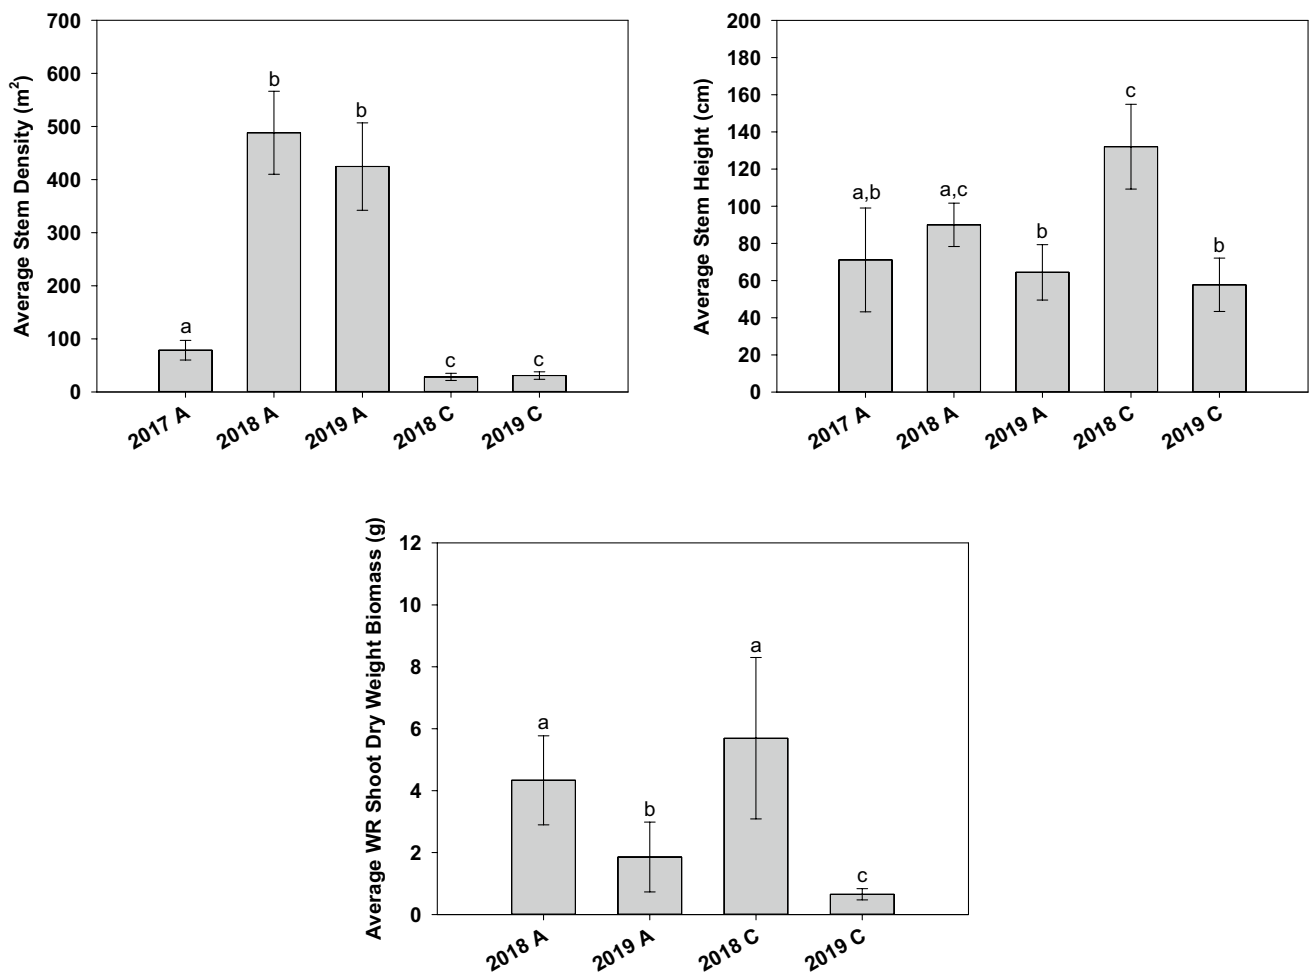 Average Stem Density (m²)
700
600
500
400
300
200
100
0
a
b
b
c
c
2017 A
2018 A
2019 A
2018 C
2019 C
Average Stem Height (cm)
200
180
160
140
120
100
80
60
40
20
0
a,b
a,c
b
c
b
2017 A
2018 A
2019 A
2018 C
2019 C
Average WR Shoot Dry Weight Biomass (g)
12
10
8
6
4
2
0
a
b
a
c
2018 A
2019 A
2018 C
2019 C